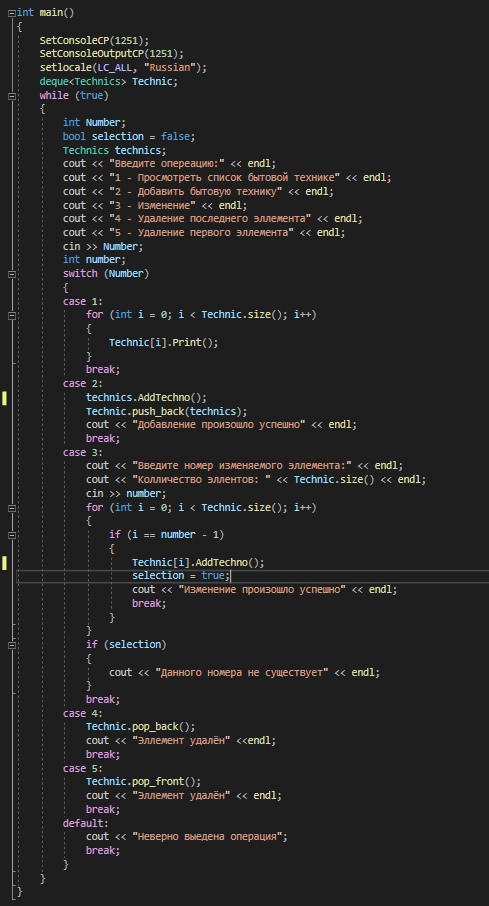 int main()
{
SetConsoleCP(1251);
SetConsoleOutputCP(1251);
setlocale(LC_ALL, "Russian");
deque<Technics> Technic;
while (true)
{
int Number;
bool selection = false;
Technics technics;
cout << "Введите опереацию:" << endl;
cout << "1 - Просмотреть список бытовой технике" << endl;
cout << "2 - Добавить бытовую технику" << endl;
cout << "3 - Изменение" << endl;
cout << "4 - Удаление последнего эллемента" << endl;
cout << "5 - Удаление первого эллемента" << endl;
cin >> Number;
int number;
switch (Number)
{
case 1:
for (int i = 0; i < Technic.size(); i++)
{
Technic[i].Print();
}
break;
case 2:
technics.AddTechno();
Technic.push_back(technics);
cout << "Добавление произошло успешно" << endl;
break;
case 3:
cout << "Введите номер изменяемого эллемента:" << endl;
cout << "Колличество эллентов: " << Technic.size() << endl;
cin >> number;
for (int i = 0; i < Technic.size(); i++)
{
if (i == number - 1)
{
Technic[i].AddTechno();
selection = true;
cout << "Изменение произошло успешно" << endl;
break;
}
}
if (selection)
{
cout << "Данного номера не существует" << endl;
}
break;
case 4:
Technic.pop_back();
cout << "Эллемент удалён" <<endl;
break;
case 5:
Technic.pop_front();
cout << "Эллемент удалён" << endl;
break;
default:
cout << "Неверно выедена операция";
break;
}
}
}